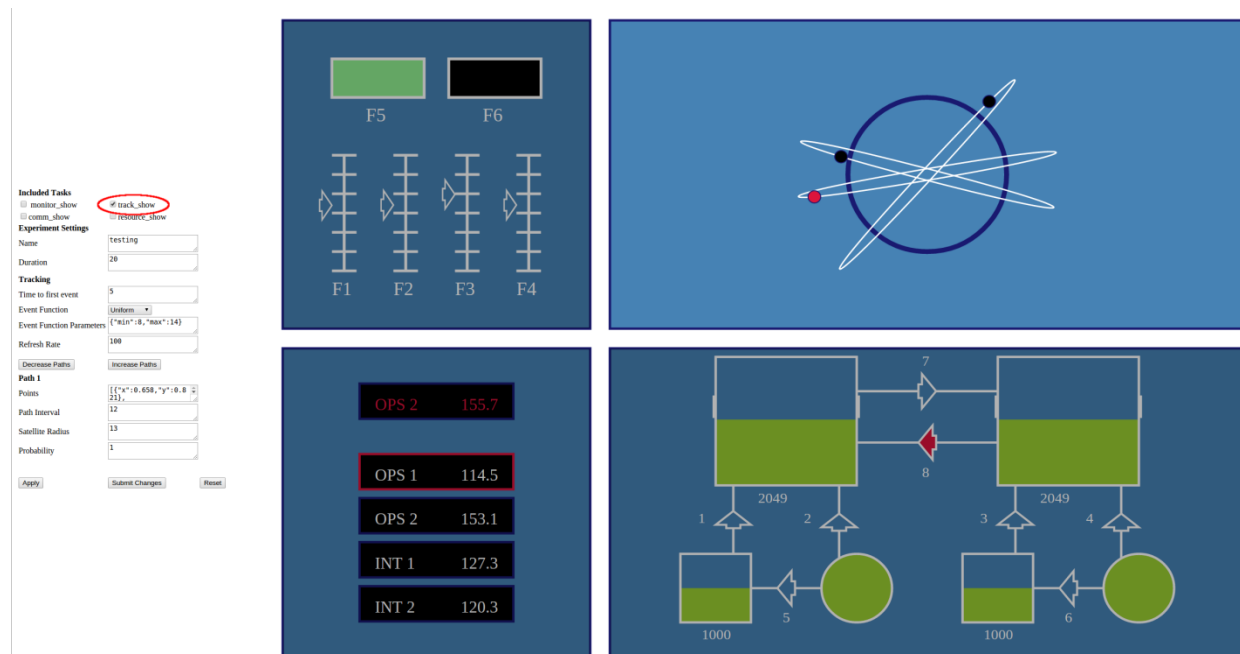 Included Tasks
monitor_show track_show
comm_show resource_show
Experiment Settings
Name testing
Duration 20
Tracking
Time to first event 5
Event Function Uniform
Event Function Parameters {"min":8,"max":14}
Refresh Rate 100
Decrease Paths Increase Paths
Path 1
Points [{"x":0.658,"y":0.8
21},
Path Interval 12
Satellite Radius 13
Probability 1
Apply Submit Changes Reset
F5 F6
F1 F2 F3 F4
OPS 2 155.7
OPS 1 114.5
OPS 2 153.1
INT 1 127.3
INT 2 120.3
7
8
2049 2049
1 2 3 4
5 6
1000 1000